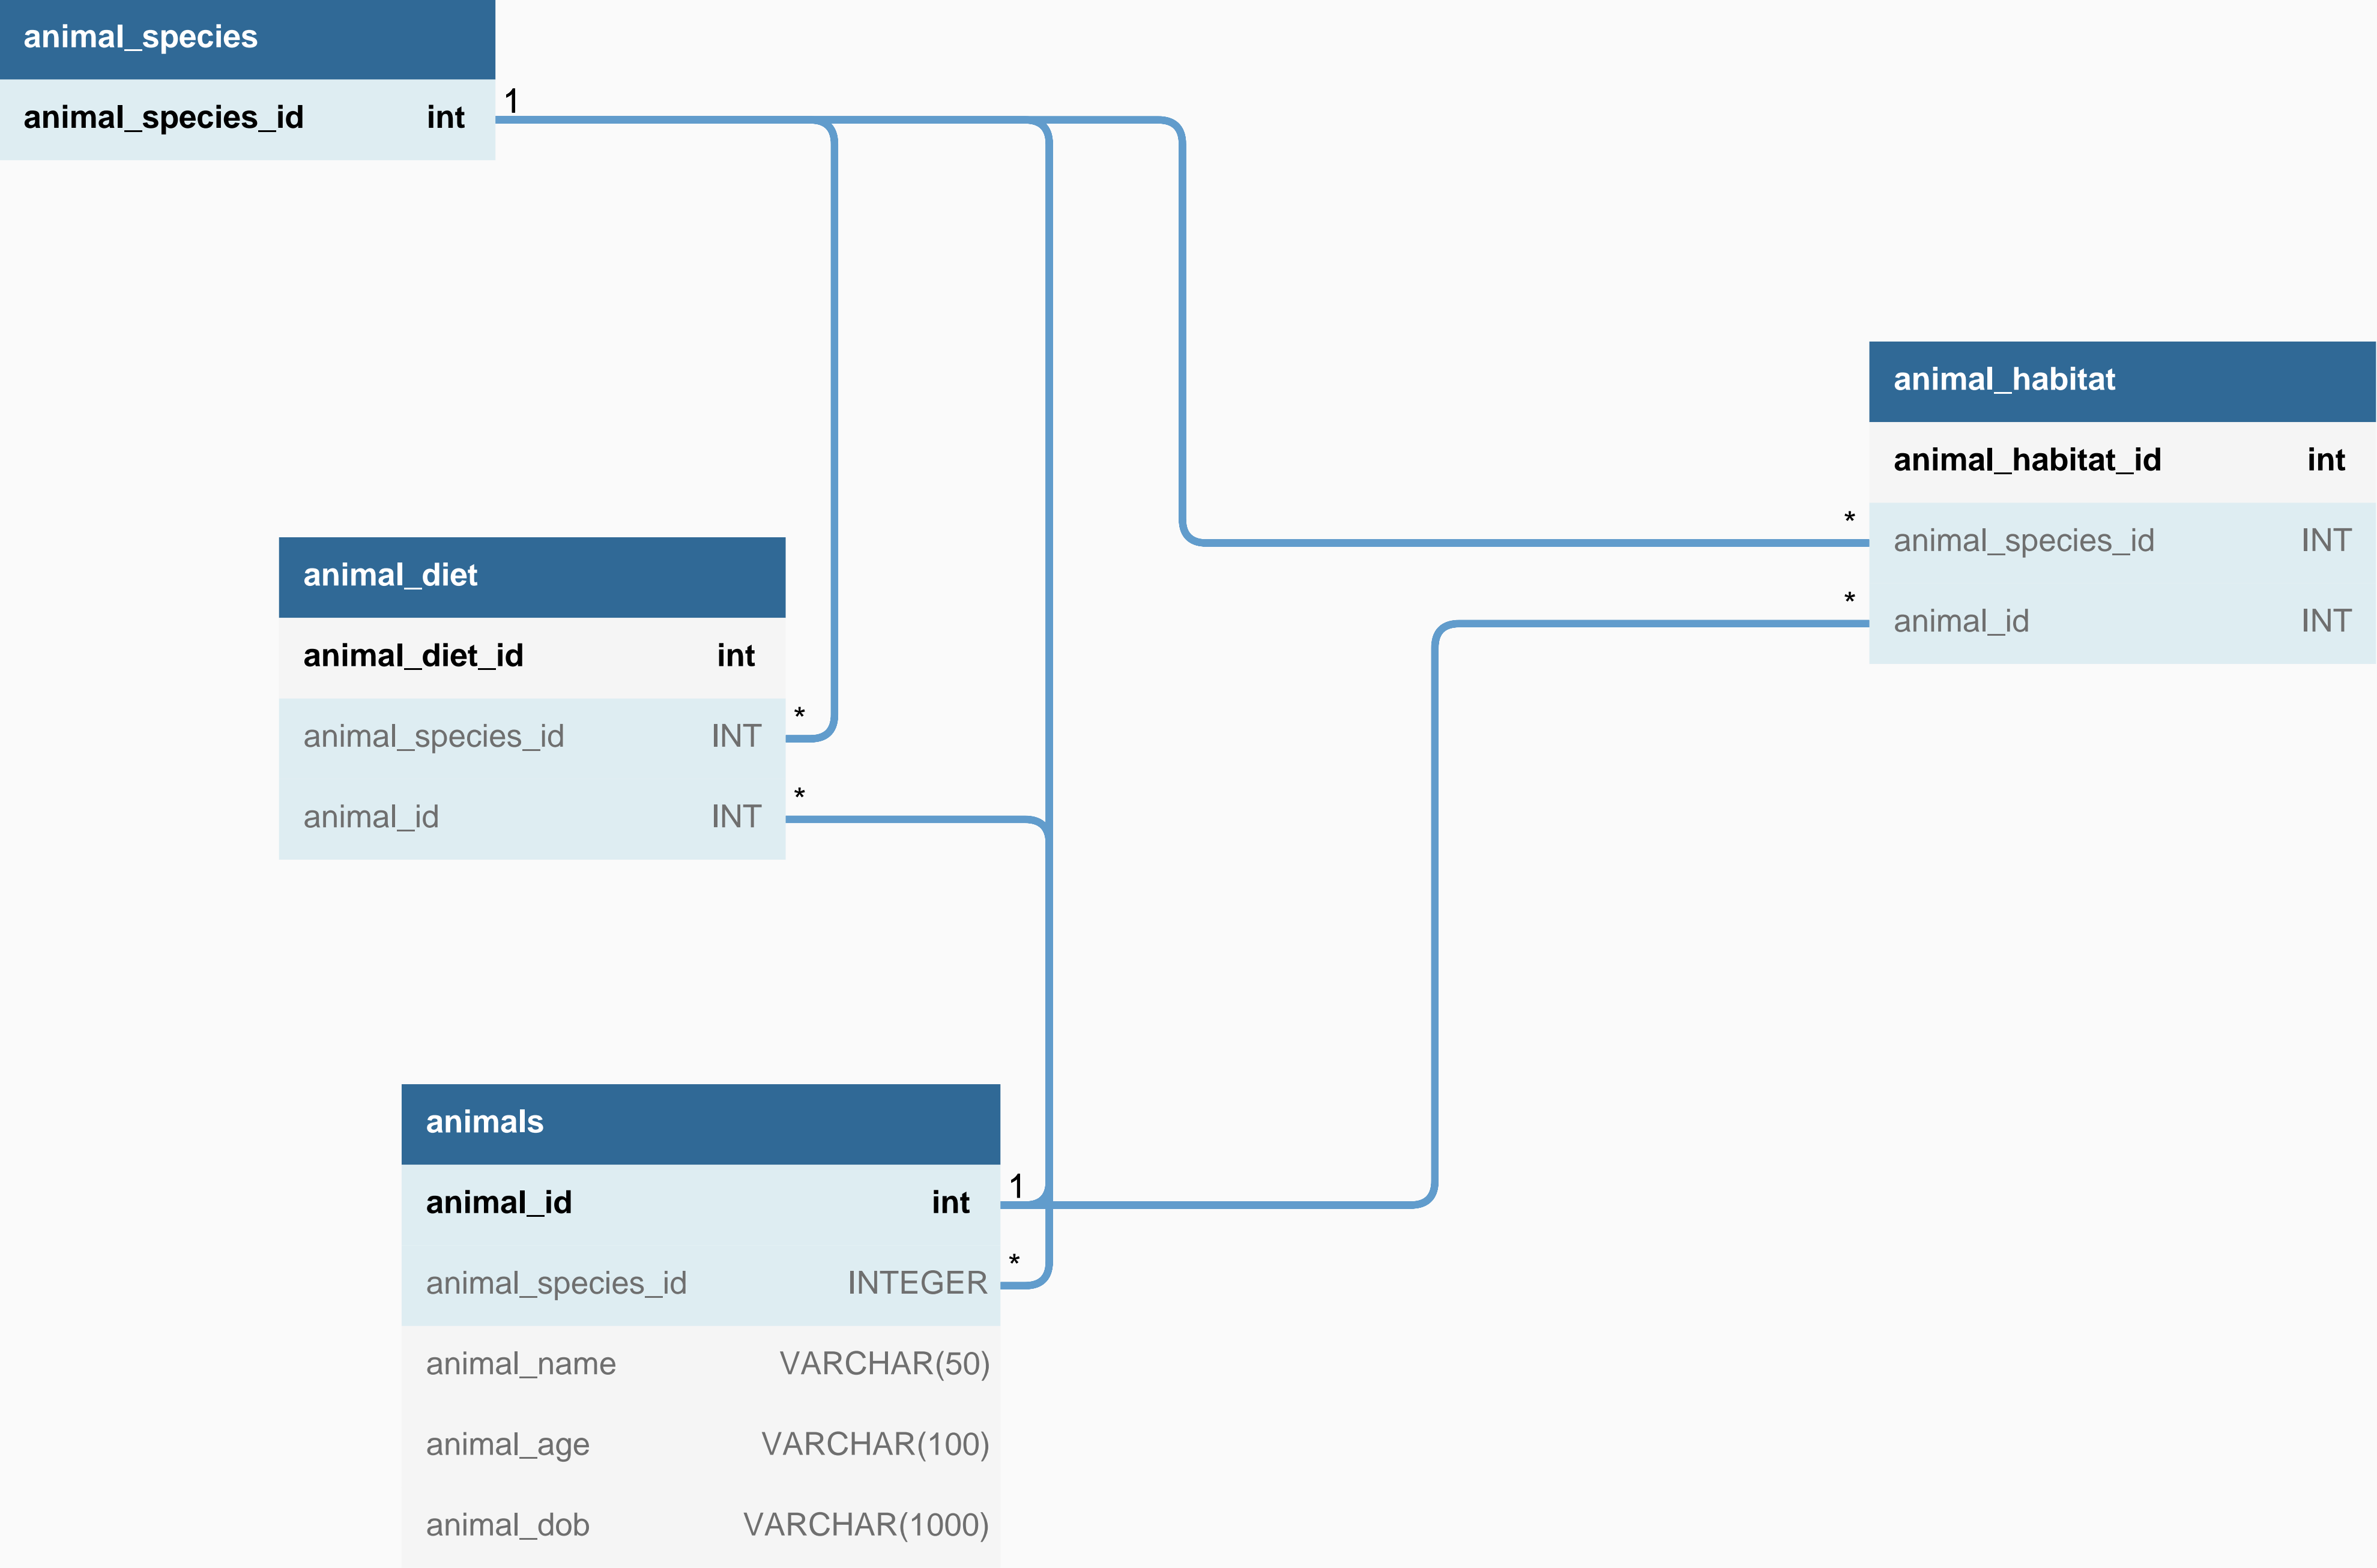 animal_species
animal_species_id int
1
animal_habitat
animal_habitat_id int
*
animal_species_id INT
*
animal_id INT
animal_diet
animal_diet_id int
animal_species_id INT *
animal_id INT *
animals
animal_id int 1
animal_species_id INTEGER *
animal_name VARCHAR(50)
animal_age VARCHAR(100)
animal_dob VARCHAR(1000)